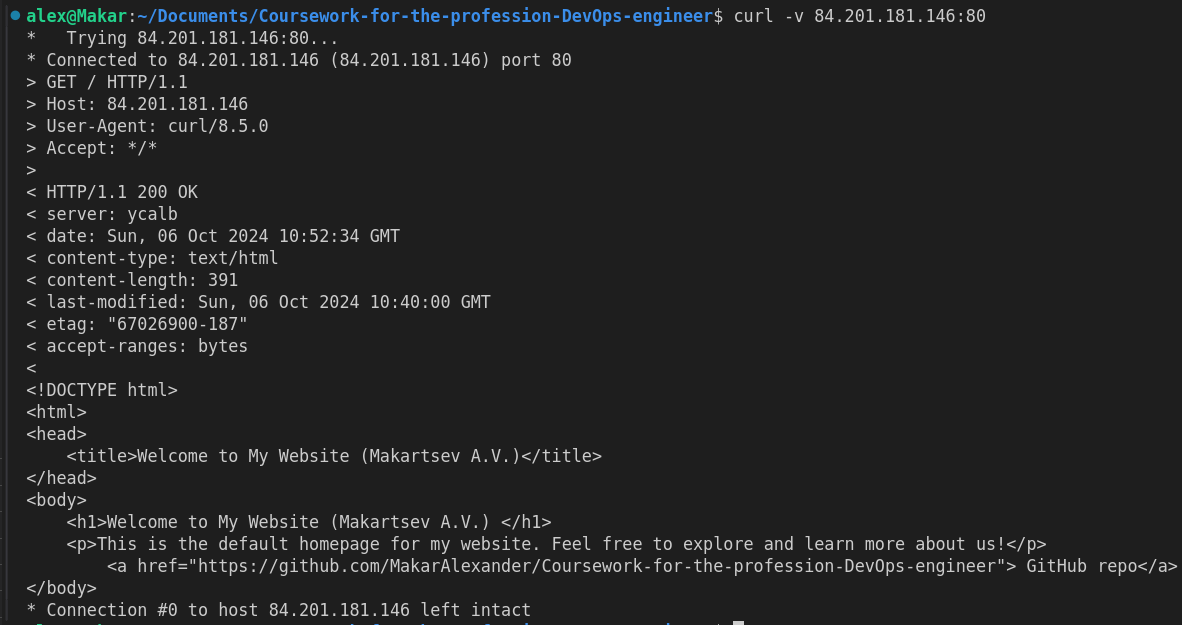 alex@Makar:~/Documents/Coursework-for-the-profession-DevOps-engineer$ curl -v 84.201.181.146:80
*   Trying 84.201.181.146:80...
* Connected to 84.201.181.146 (84.201.181.146) port 80
> GET / HTTP/1.1
> Host: 84.201.181.146
> User-Agent: curl/8.5.0
> Accept: */*
>
< HTTP/1.1 200 OK
< server: ycalb
< date: Sun, 06 Oct 2024 10:52:34 GMT
< content-type: text/html
< content-length: 391
< last-modified: Sun, 06 Oct 2024 10:40:00 GMT
< etag: "67026900-187"
< accept-ranges: bytes
<
<!DOCTYPE html>
<html>
<head>
    <title>Welcome to My Website (Makartsev A.V.)</title>
</head>
<body>
    <h1>Welcome to My Website (Makartsev A.V.) </h1>
    <p>This is the default homepage for my website. Feel free to explore and learn more about us!</p>
        <a href="https://github.com/MakarAlexander/Coursework-for-the-profession-DevOps-engineer"> GitHub repo</a>
</body>
* Connection #0 to host 84.201.181.146 left intact